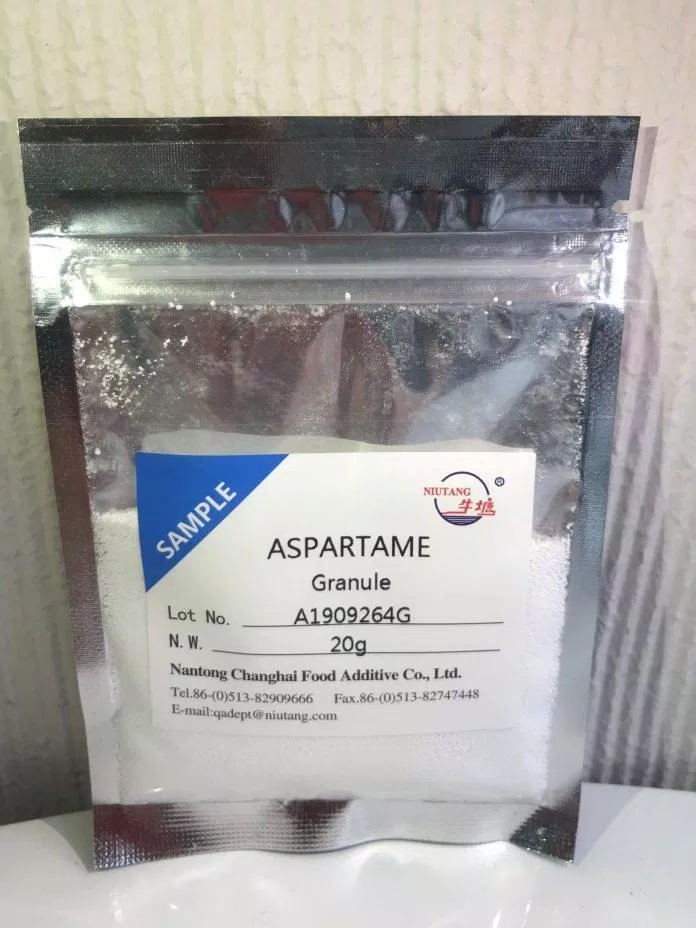 SAMPLE
NIUTANG ®
牛塘
ASPARTAME
Granule
Lot No. A1909264G
N.W. 20g
Nantong Changhai Food Additive Co., Ltd.
Tel.86-(0)513-82909666 Fax.86-(0)513-82747448
E-mail:qadept@niutang.com